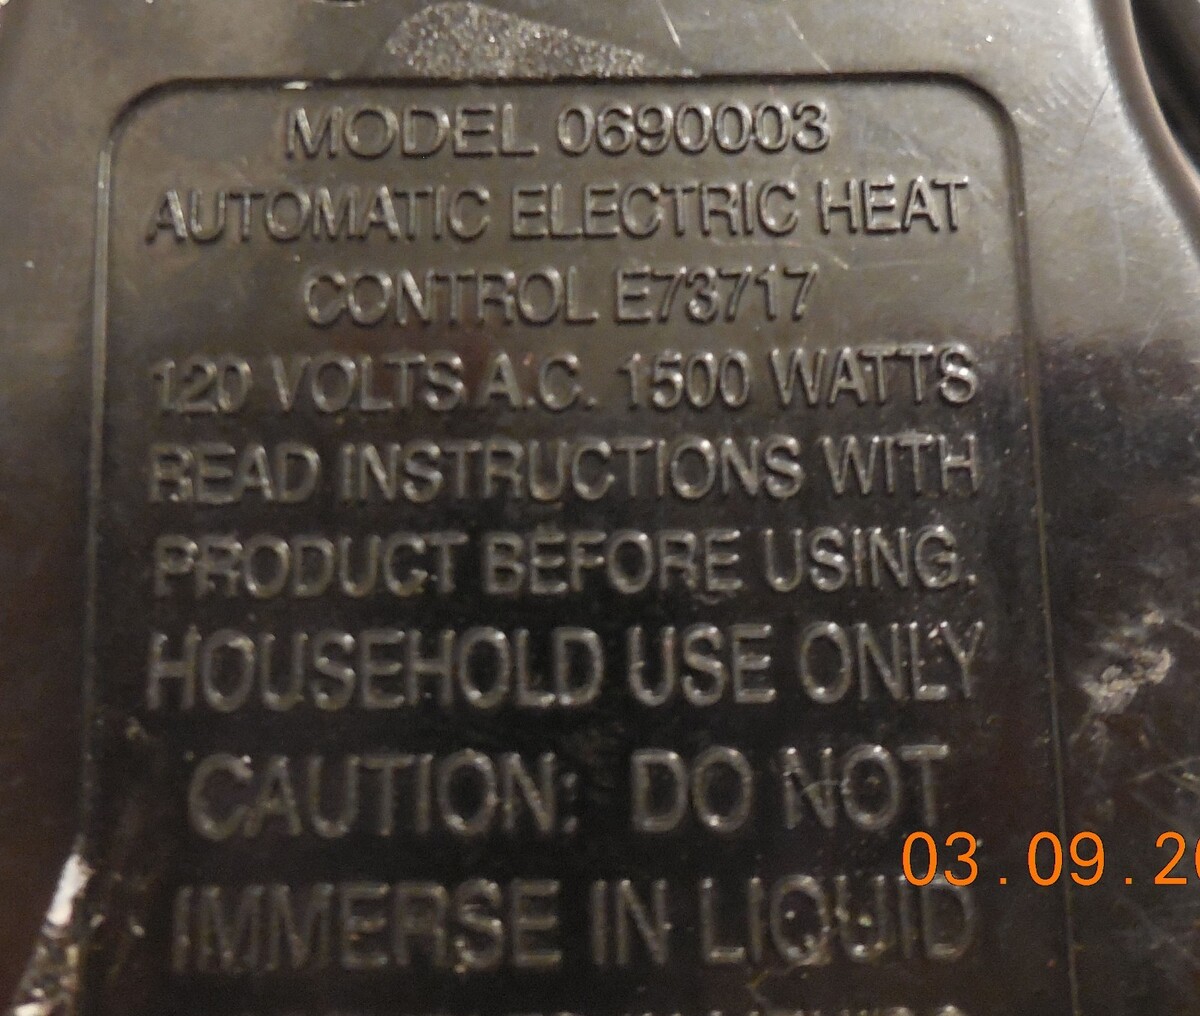 MODEL 0690003
AUTOMATIC ELECTRIC HEAT
CONTROL E73717
120 VOLTS A.C. 1500 WATTS
READ INSTRUCTIONS WITH
PRODUCT BEFORE USING.
HOUSEHOLD USE ONLY
CAUTION: DO NOT
IMMERSE IN LIQUID
03.09.20